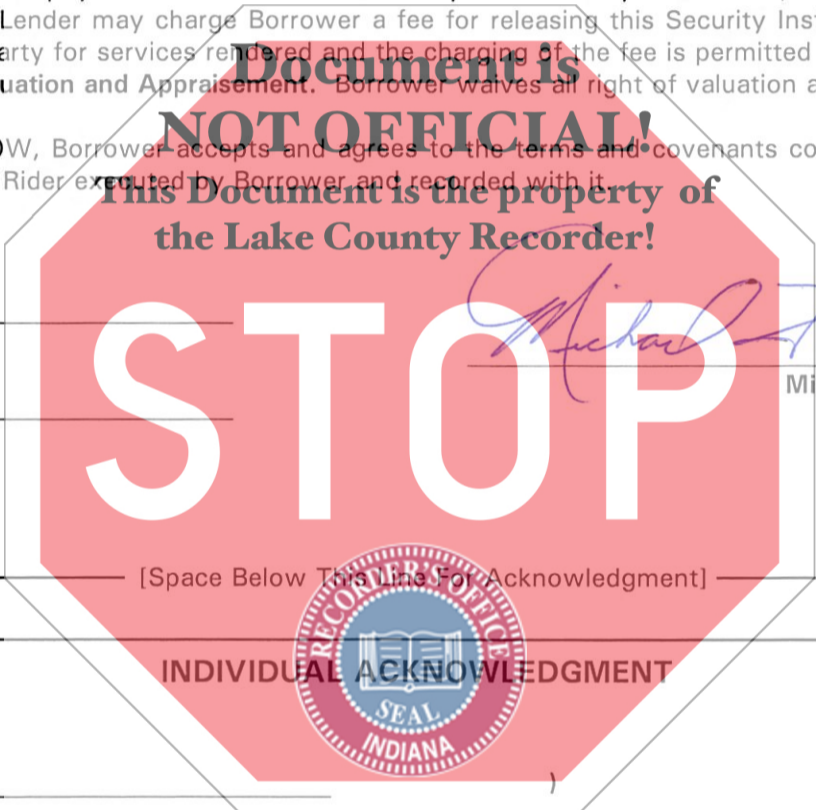 Lender may charge Borrower a fee for releasing this Security Inst
arty for services rendered and the charging of the fee is permitted
uation and Appraisement. Borrower waives all right of valuation a
W, Borrower accepts and agrees to the terms and covenants co
Rider executed by Borrower and recorded with it.
Document is
NOT OFFICIAL!
This Document is the property of
the Lake County Recorder!
STOP
Michael
Mi
[Space Below This Line For Acknowledgment]
RECORDER'S OFFICE
SEAL
INDIANA
INDIVIDUAL ACKNOWLEDGMENT
)